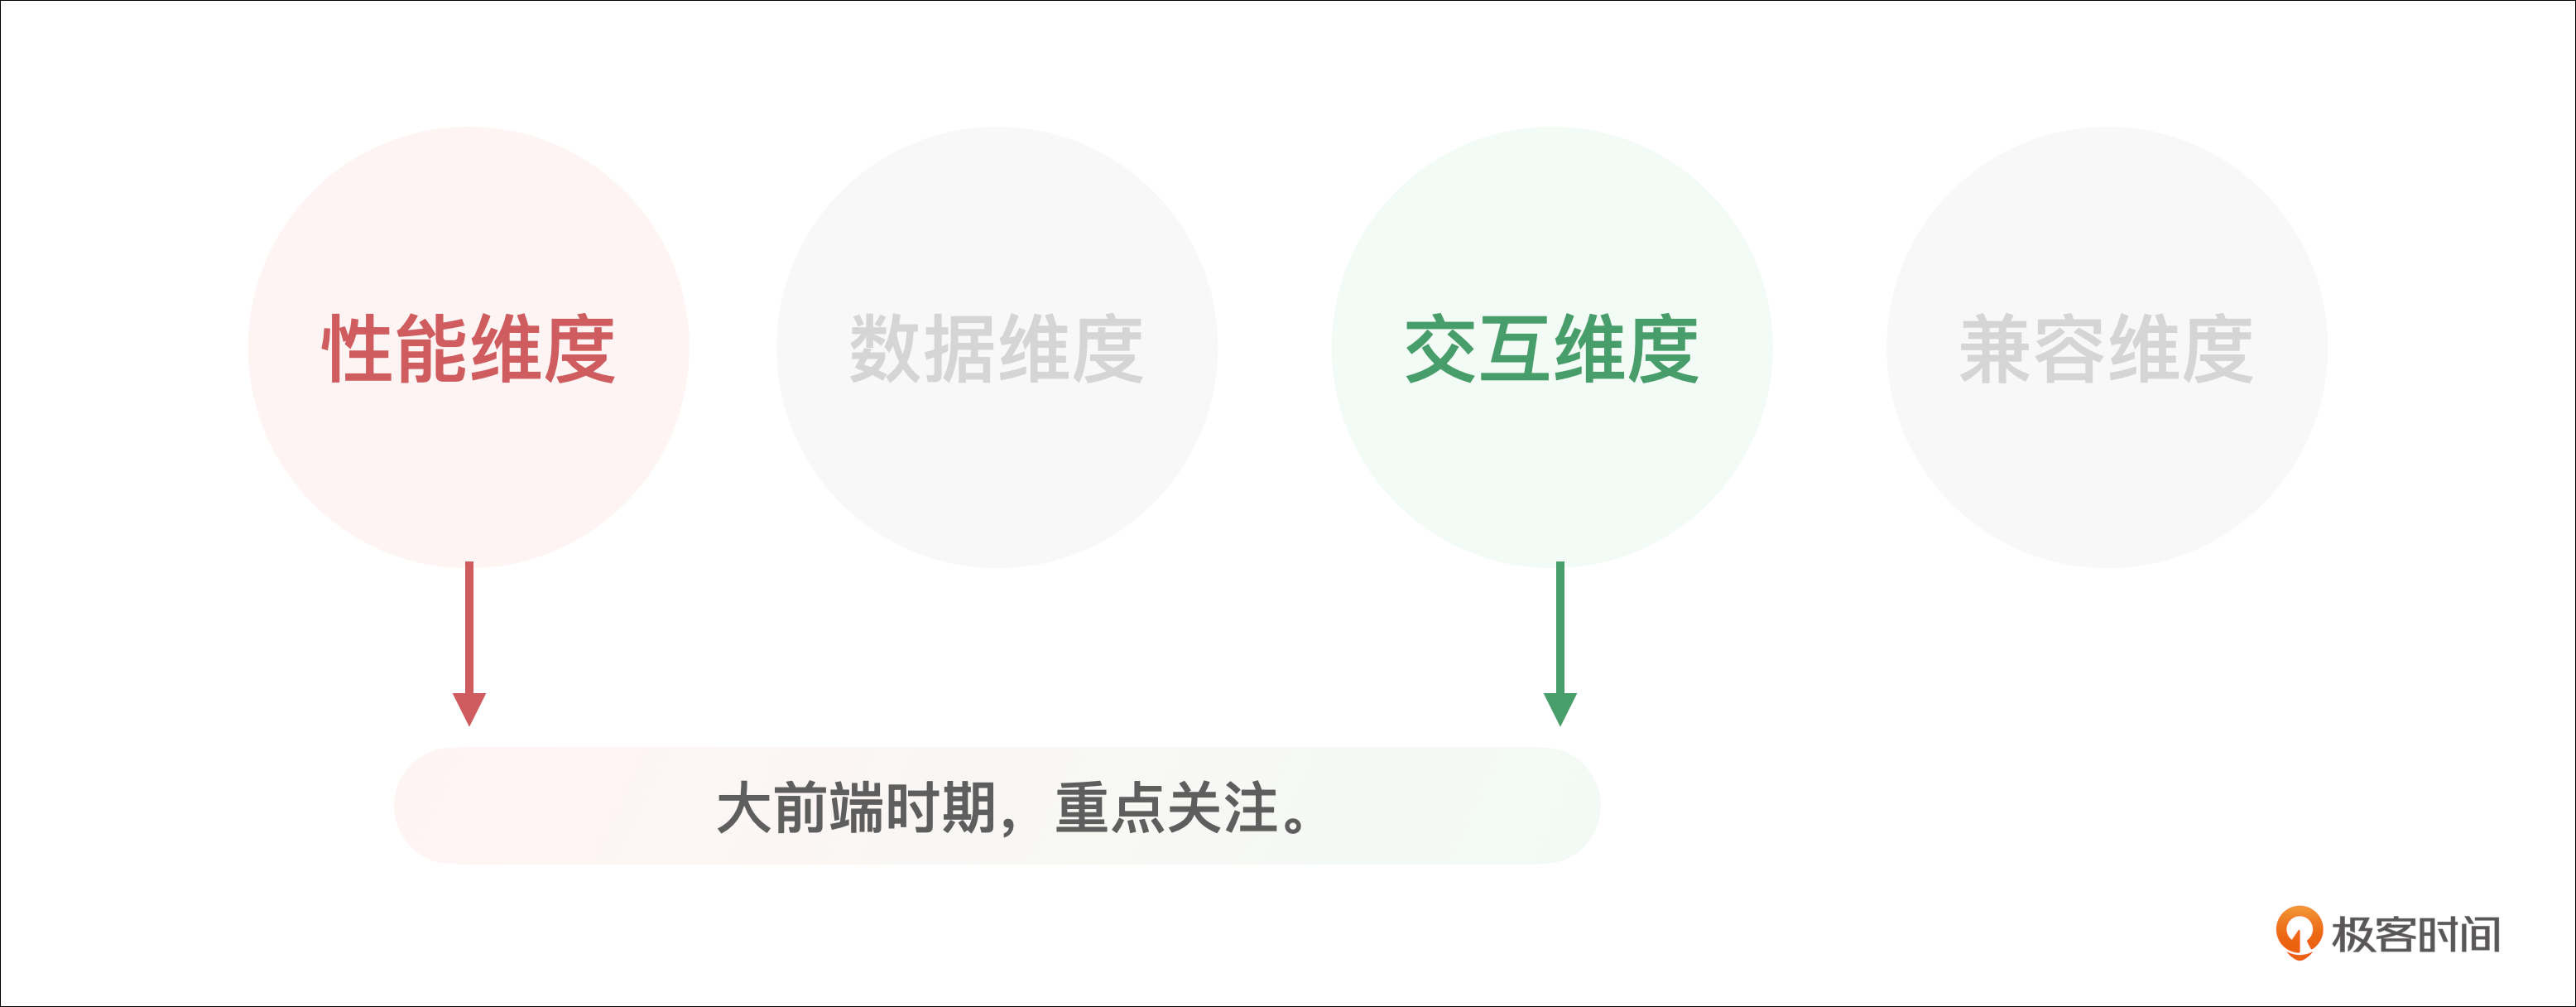 性能维度
数据维度
交互维度
兼容维度
大前端时期，重点关注。
极客时间